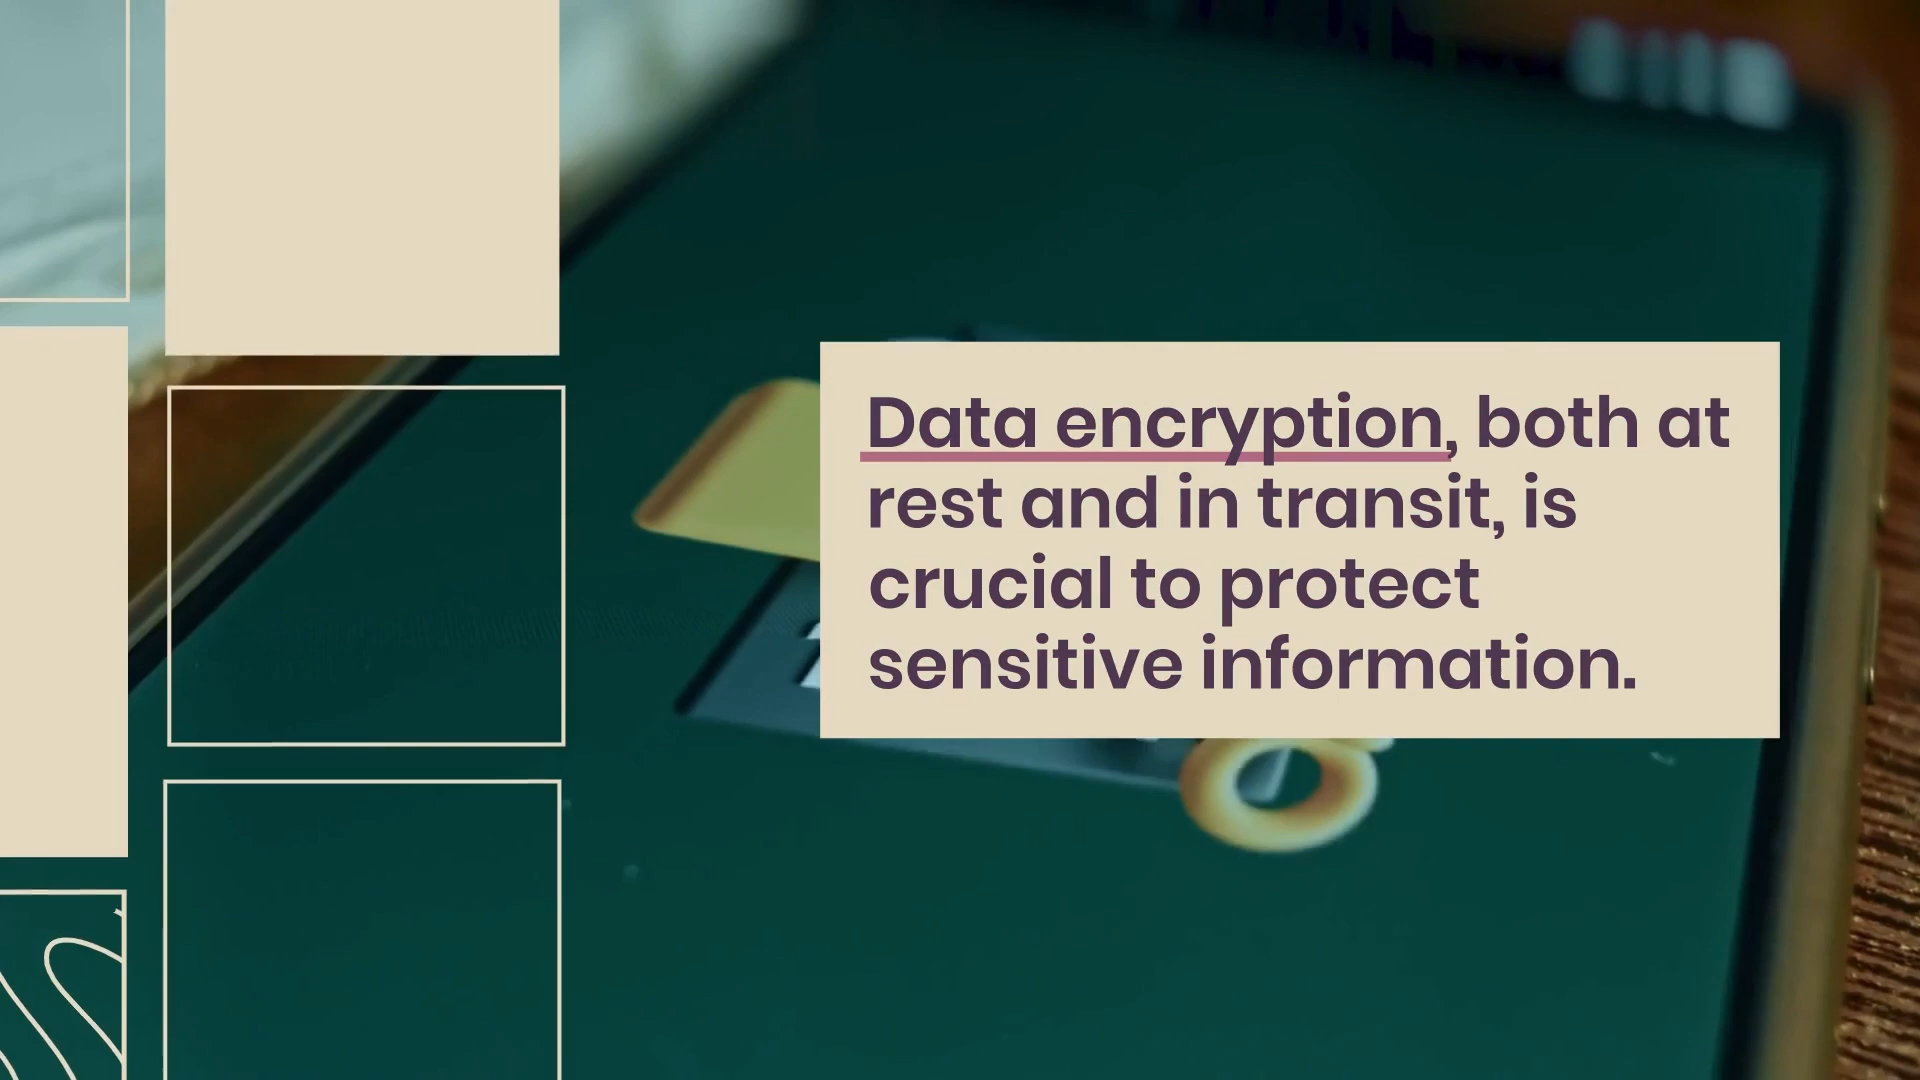 Data encryption, both at
rest and in transit, is
crucial to protect
sensitive information.